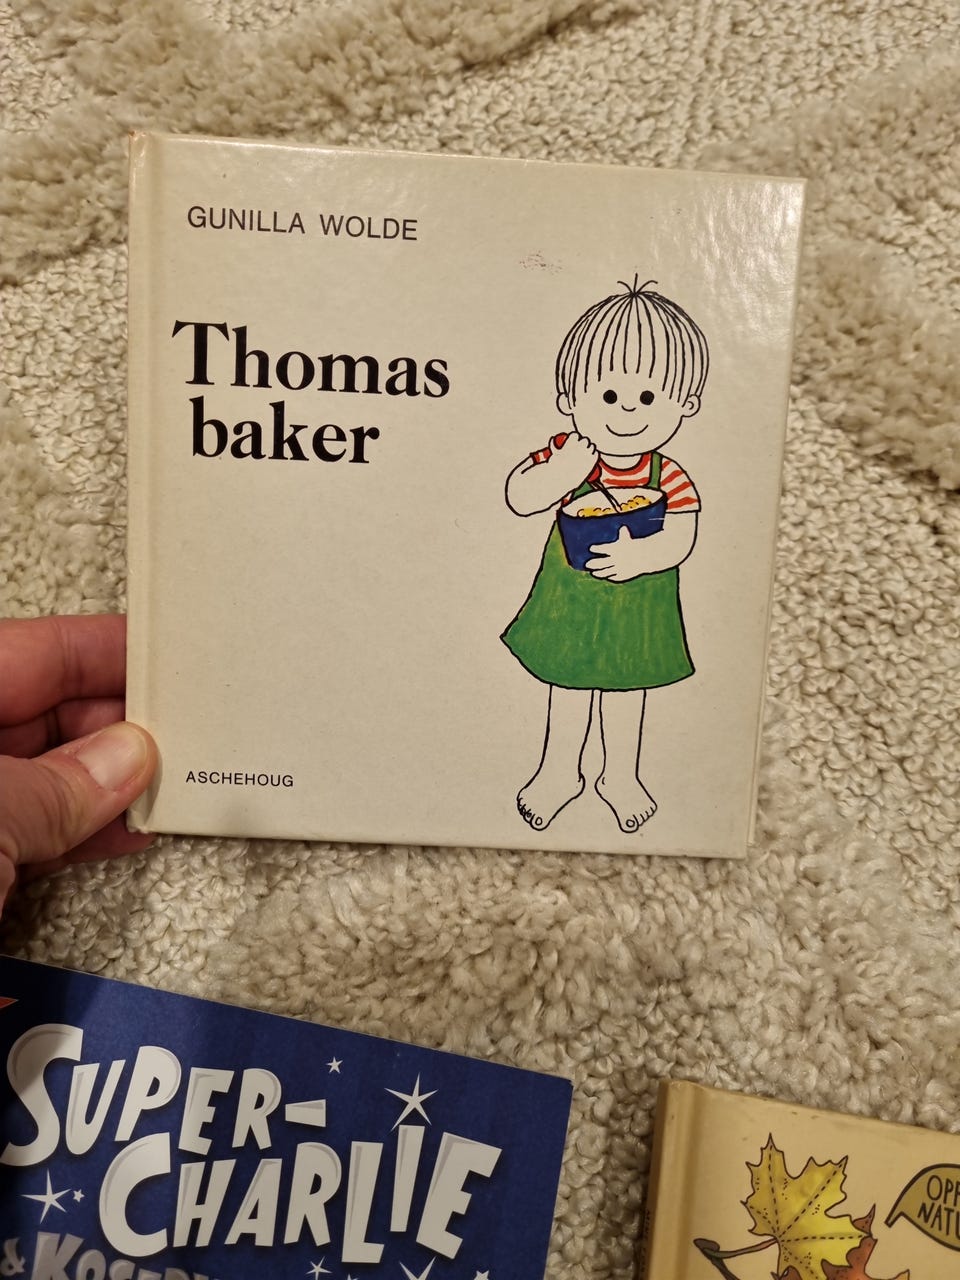 GUNILLA WOLDE
Thomas
baker
ASCHEHOUG
SUPER-
CHARLIE
&